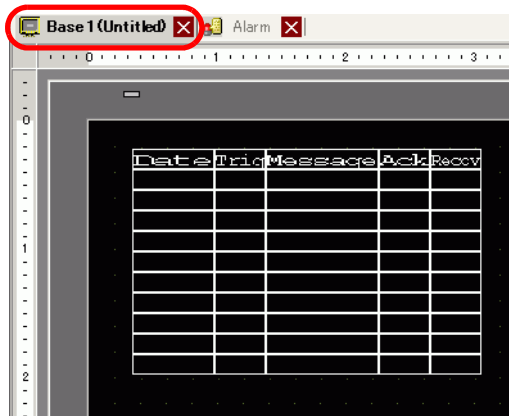 Base 1 (Untitled) Alarm
0 1 2 3
Date Trig Message Ack Recov
0
1
2